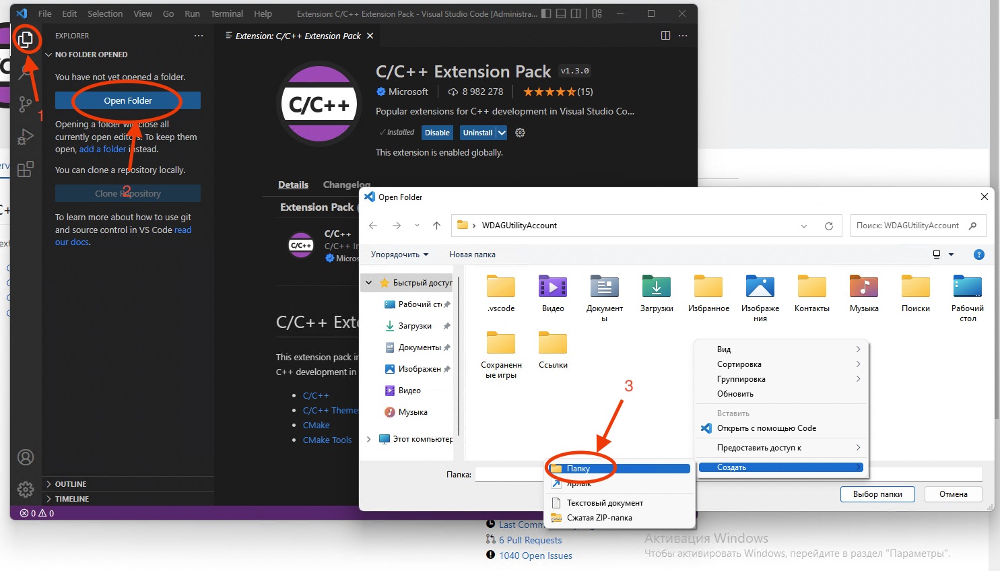 File Edit Selection View Go Run Terminal Help
Extension: C/C++ Extension Pack - Visual Studio Code [Administra...
EXPLORER
NO FOLDER OPENED
You have not yet opened a folder.
Open Folder
1
Opening a folder will close all
currently open editors. To keep them
open, add a folder instead.
You can clone a repository locally.
2
Clone Repository
To learn more about how to use git
and source control in VS Code read
our docs.
OUTLINE
TIMELINE
0 0
Extension: C/C++ Extension Pack
C/C++
C/C++ Extension Pack v1.3.0
Microsoft 8 982 278 (15)
Popular extensions for C++ development in Visual Studio Co...
Installed Disable Uninstall
This extension is enabled globally.
Details Changelog
Extension Pack
C/C++
C/C++
C/C++
This extension pack
C++ development in
C/C++
C/C++ Themes
CMake
CMake Tools
Open Folder
WDAGUtilityAccount
Поиск: WDAGUtilityAccount
Упорядочить Новая папка
Быстрый доступ
Рабочий
Загрузки
Документы
Изображен
Видео
Музыка
Этот компьютер
.vscode
Видео
Документ
ы
Загрузки
Избранное
Изображе
ния
Контакты
Музыка
Поиски
Рабочий
стол
Сохраненн
ые игры
Ссылки
3
Вид
Сортировка
Группировка
Обновить
Вставить
Открыть с помощью Code
Предоставить доступ к
Создать
Папку
Ярлык
Текстовый документ
Сжатая ZIP-папка
Папка:
Выбор папки Отмена
Last
6 Pull Requests
1040 Open Issues
Активация Windows
Чтобы активировать Windows, перейдите в раздел "Параметры".